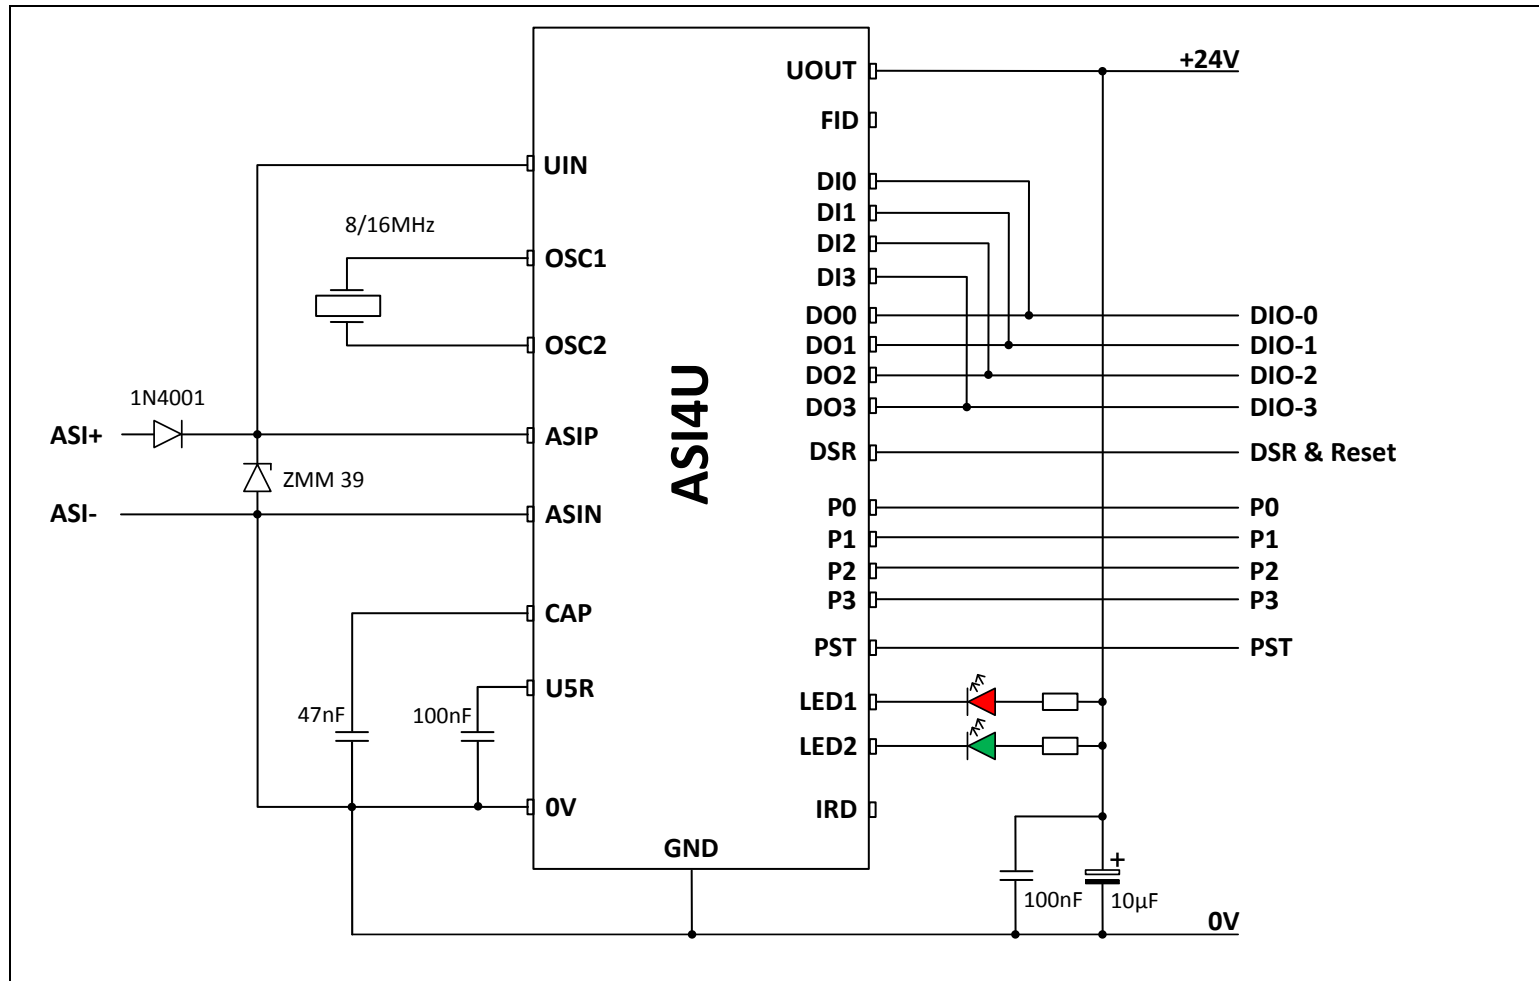 UOUT
+24V
FID
UIN
DI0
DI1
8/16MHz
DI2
OSC1
DI3
DO0
DIO-0
OSC2
DO1
DIO-1
DO2
DIO-2
1N4001
DO3
DIO-3
ASI+
ASIP
ASI4U
DSR
DSR & Reset
ZMM 39
ASI-
ASIN
P0
P0
P1
P1
P2
P2
P3
P3
CAP
PST
PST
U5R
LED1
47nF
100nF
LED2
0V
IRD
GND
+
100nF
10µF
0V